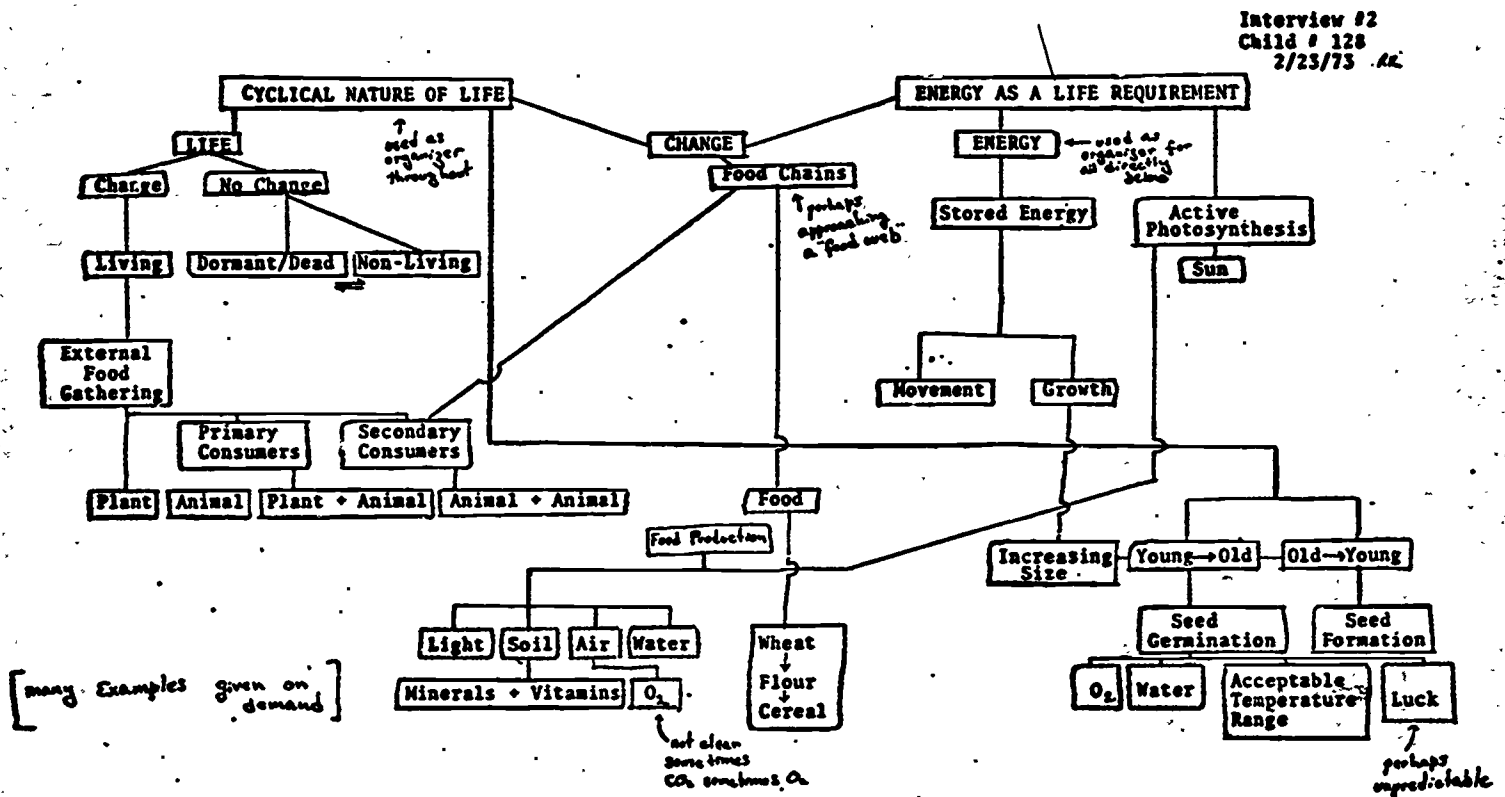 Interview #2
Child # 128
2/23/73
CYCLICAL NATURE OF LIFE
ENERGY AS A LIFE REQUIREMENT
↑
used as
organizer
throughout
LIFE
CHANGE
ENERGY
← used as
organizer for
all directly
below
Change
No Change
Food Chains
↑ perhaps
approaching
a "food web"
Stored Energy
Active
Photosynthesis
Living
Dormant/Dead
Non-Living
⇌
Sun
External
Food
Gathering
Movement
Growth
Primary
Consumers
Secondary
Consumers
Plant
Animal
Plant + Animal
Animal + Animal
Food
Food Production
Increasing
Size
Young→Old
Old→Young
Seed
Germination
Seed
Formation
Light
Soil
Air
Water
Wheat
↓
Flour
↓
Cereal
Minerals + Vitamins
O₂
↑
not clear
sometimes
CO₂ sometimes O₂
O₂
Water
Acceptable
Temperature
Range
Luck
↑
perhaps
unpredictable
[many Examples given on
demand]